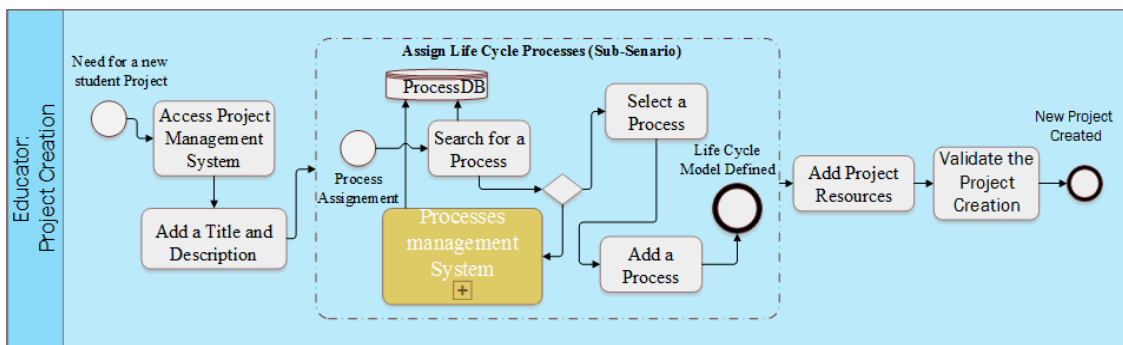 Educator:
Project Creation
Need for a new
student Project
Access Project
Management
System
Add a Title and
Description
Assign Life Cycle Processes (Sub-Senario)
ProcessDB
Process
Assignement
Search for a
Process
Processes
management
System
Select a
Process
Add a
Process
Life Cycle
Model Defined
Add Project
Resources
Validate the
Project
Creation
New Project
Created